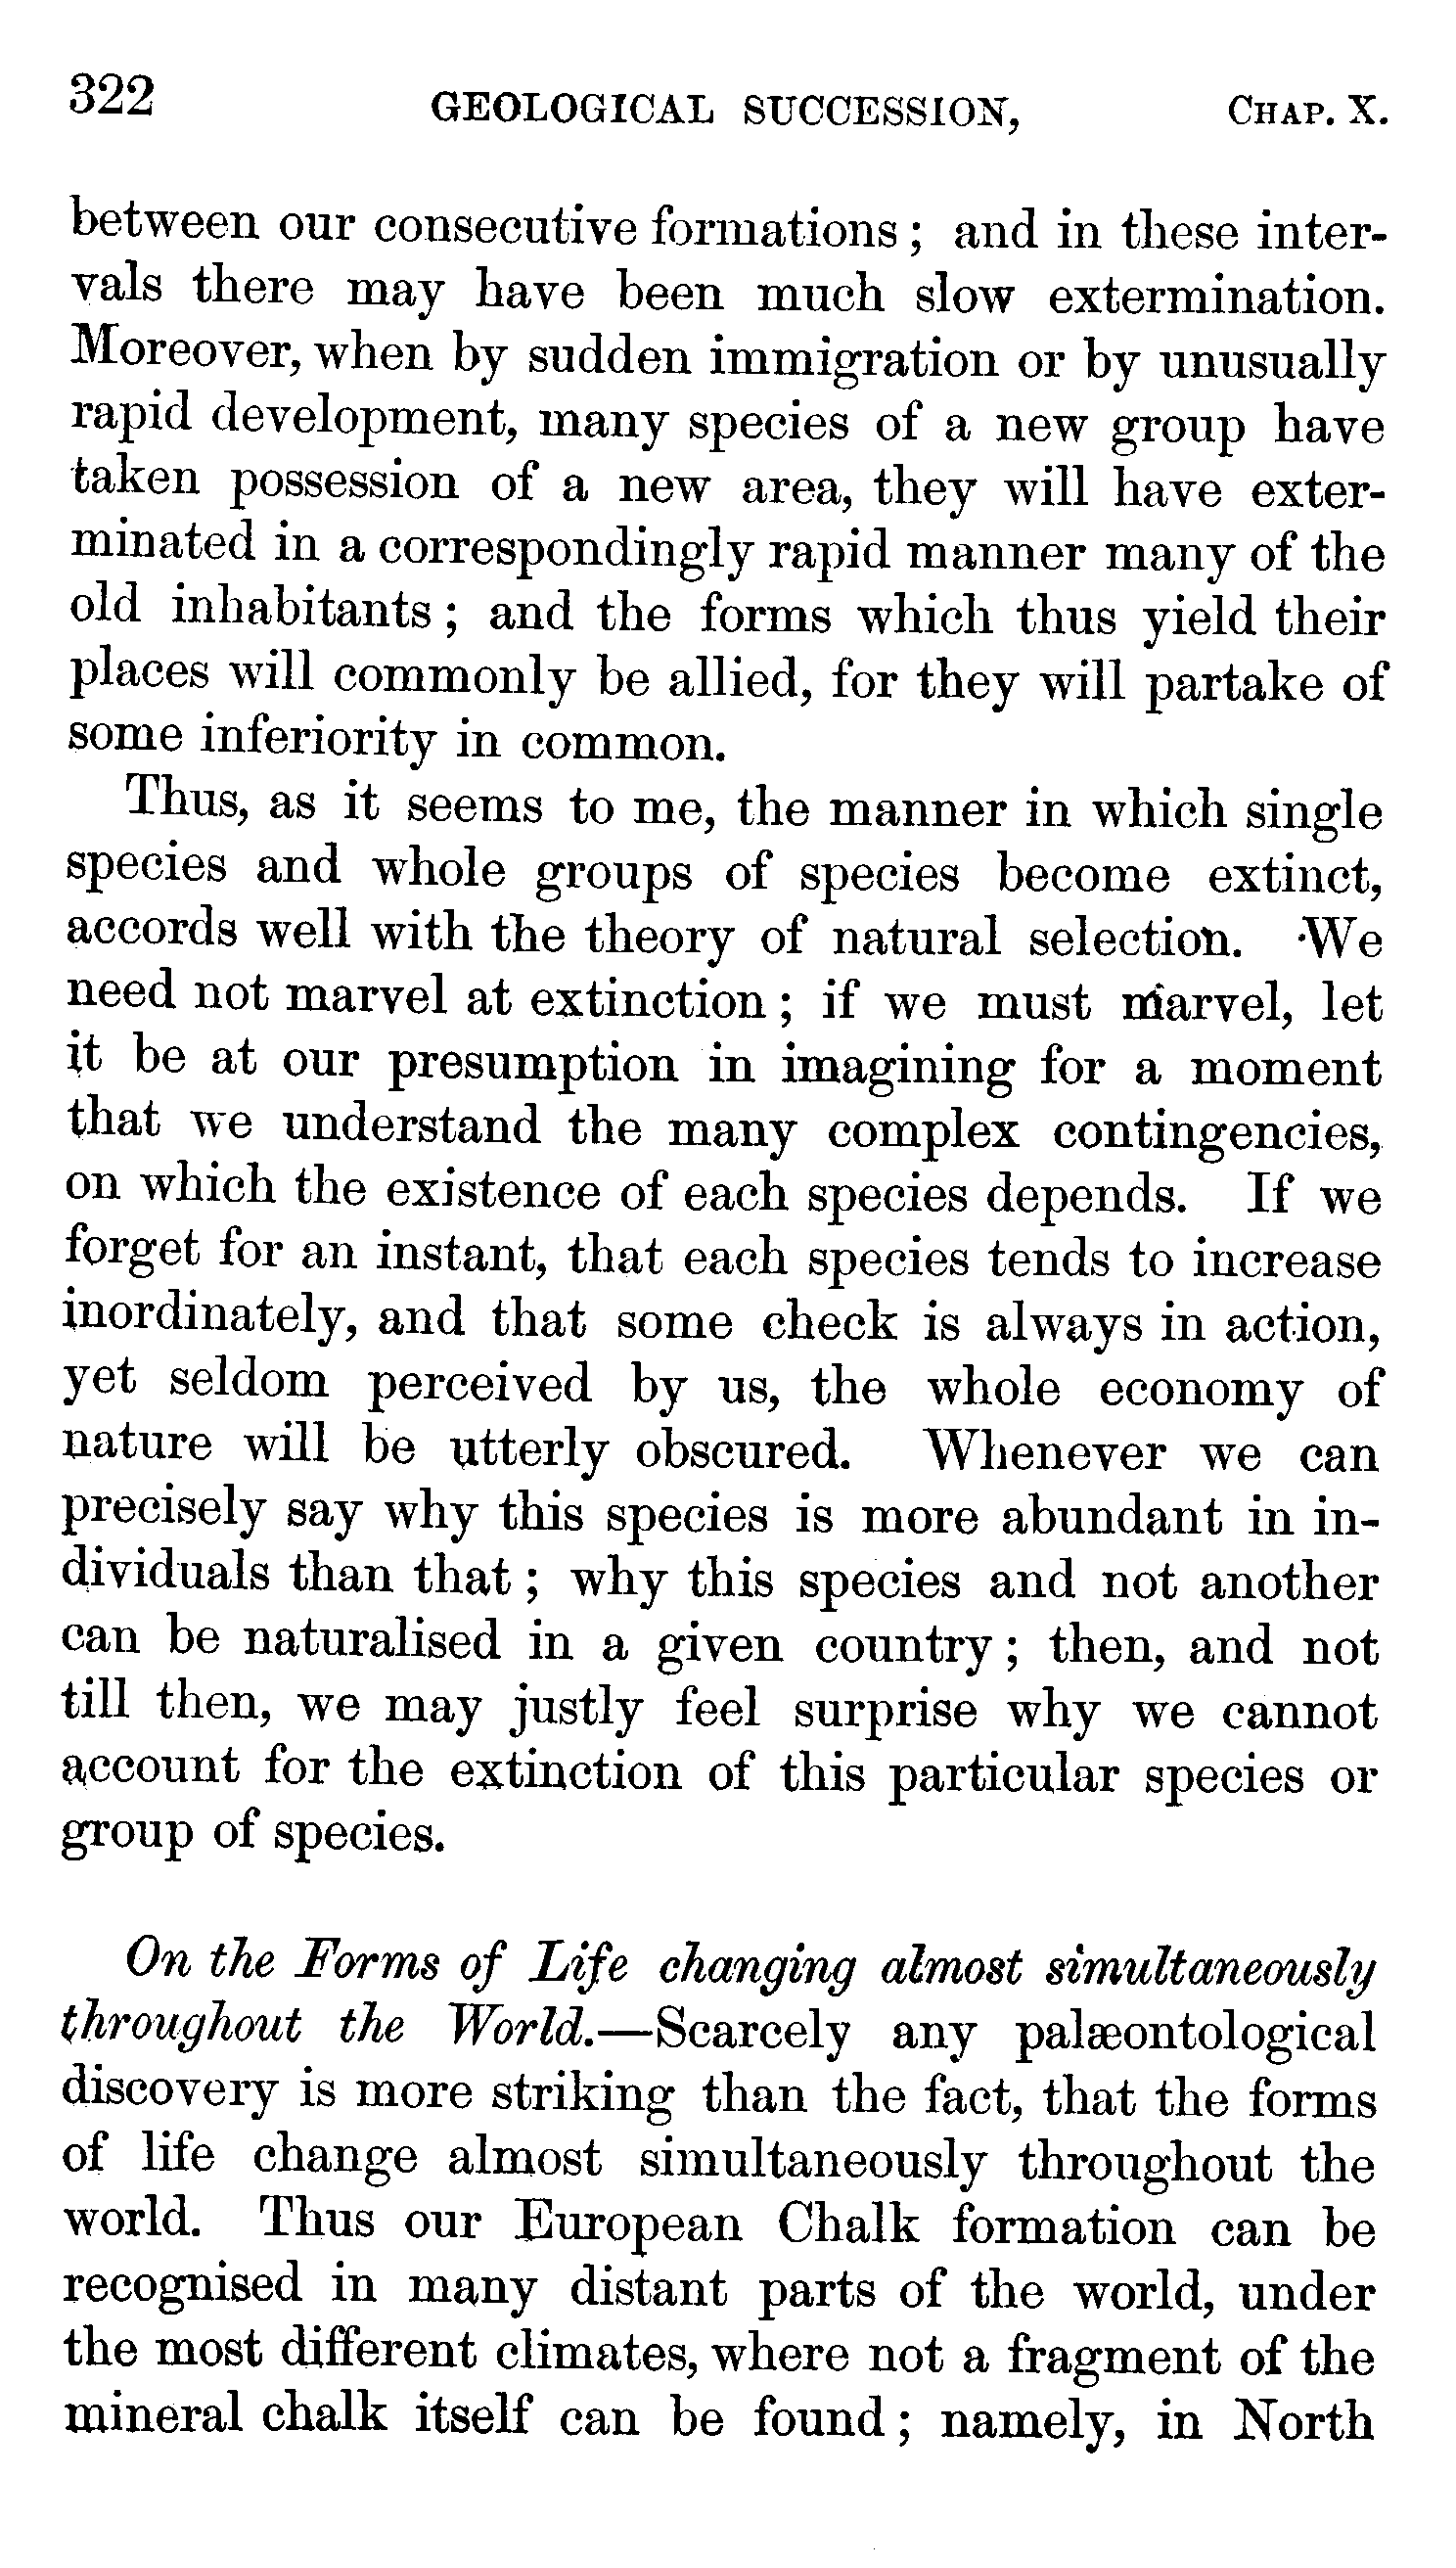 322 GEOLOGICAL SUCCESSION, CHAP. X.
between our consecutive formations; and in these inter-
vals there may have been much slow extermination.
Moreover, when by sudden immigration or by unusually
rapid development, many species of a new group have
taken possession of a new area, they will have exter-
minated in a correspondingly rapid manner many of the
old inhabitants; and the forms which thus yield their
places will commonly be allied, for they will partake of
some inferiority in common.
Thus, as it seems to me, the manner in which single
species and whole groups of species become extinct,
accords well with the theory of natural selection. We
need not marvel at extinction; if we must marvel, let
it be at our presumption in imagining for a moment
that we understand the many complex contingencies,
on which the existence of each species depends. If we
forget for an instant, that each species tends to increase
inordinately, and that some check is always in action,
yet seldom perceived by us, the whole economy of
nature will be utterly obscured. Whenever we can
precisely say why this species is more abundant in in-
dividuals than that; why this species and not another
can be naturalised in a given country; then, and not
till then, we may justly feel surprise why we cannot
account for the extinction of this particular species or
group of species.
On the Forms of Life changing almost simultaneously
throughout the World.—Scarcely any palæontological
discovery is more striking than the fact, that the forms
of life change almost simultaneously throughout the
world. Thus our European Chalk formation can be
recognised in many distant parts of the world, under
the most different climates, where not a fragment of the
mineral chalk itself can be found; namely, in North